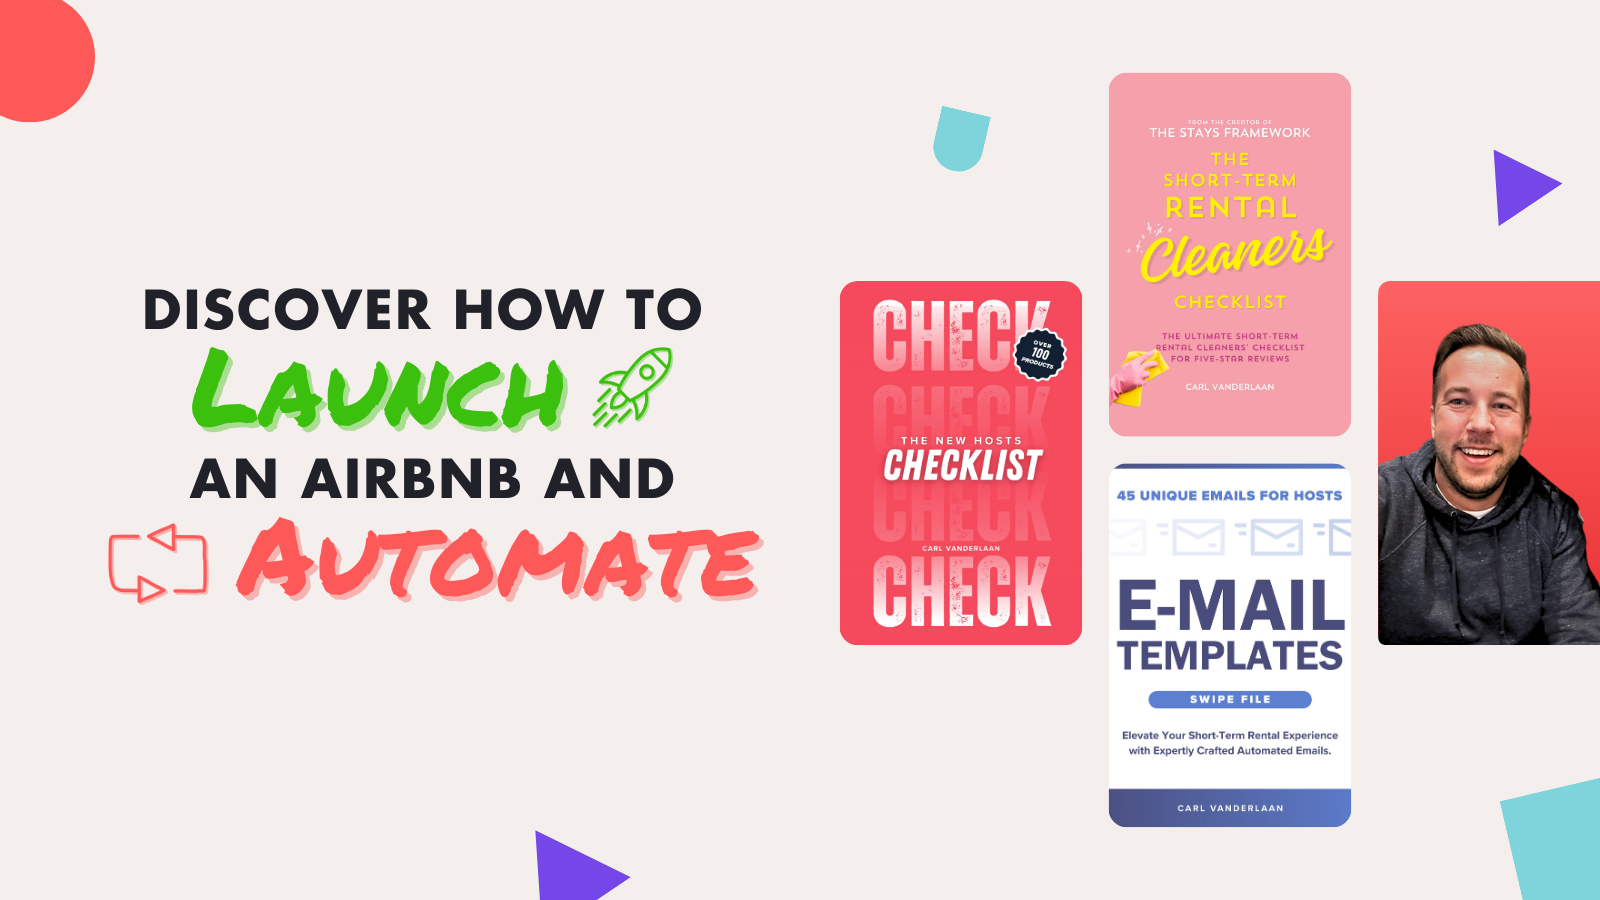 DISCOVER HOW TO
LAUNCH
AN AIRBNB AND
AUTOMATE
CHECK
OVER
100
PRODUCTS
CHECK
THE NEW HOSTS
CHECKLIST
CHECK
CARL VANDERLAAN
CHECK
FROM THE CREATOR OF
THE STAYS FRAMEWORK
THE
SHORT-TERM
RENTAL
Cleaners
CHECKLIST
THE ULTIMATE SHORT-TERM
RENTAL CLEANERS' CHECKLIST
FOR FIVE-STAR REVIEWS
CARL VANDERLAAN
45 UNIQUE EMAILS FOR HOSTS
E-MAIL
TEMPLATES
SWIPE FILE
Elevate Your Short-Term Rental Experience
with Expertly Crafted Automated Emails.
CARL VANDERLAAN